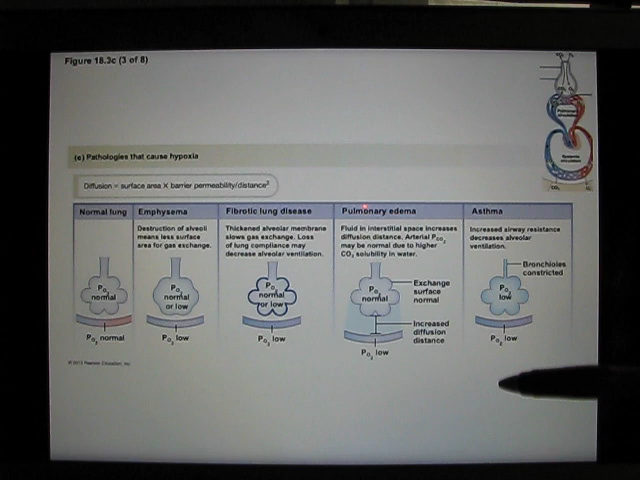 Figure 18.3c (3 of 8)
(c) Pathologies that cause hypoxia
Diffusion = surface area X barrier permeability/distance²
Normal lung
Emphysema
Fibrotic lung disease
Pulmonary edema
Asthma
Destruction of alveoli
means less surface
area for gas exchange.
Thickened alveolar membrane
slows gas exchange. Loss
of lung compliance may
decrease alveolar ventilation.
Fluid in interstitial space increases
diffusion distance. Arterial PCO2
may be normal due to higher
CO2 solubility in water.
Increased airway resistance
decreases alveolar
ventilation.
PO2
normal
PO2
normal
or low
PO2
normal
or low
PO2
normal
Exchange
surface
normal
Increased
diffusion
distance
Bronchioles
constricted
PO2
low
PO2 normal
PO2 low
PO2 low
PO2 low
PO2 low
Systemic
circulation
CO2
O2